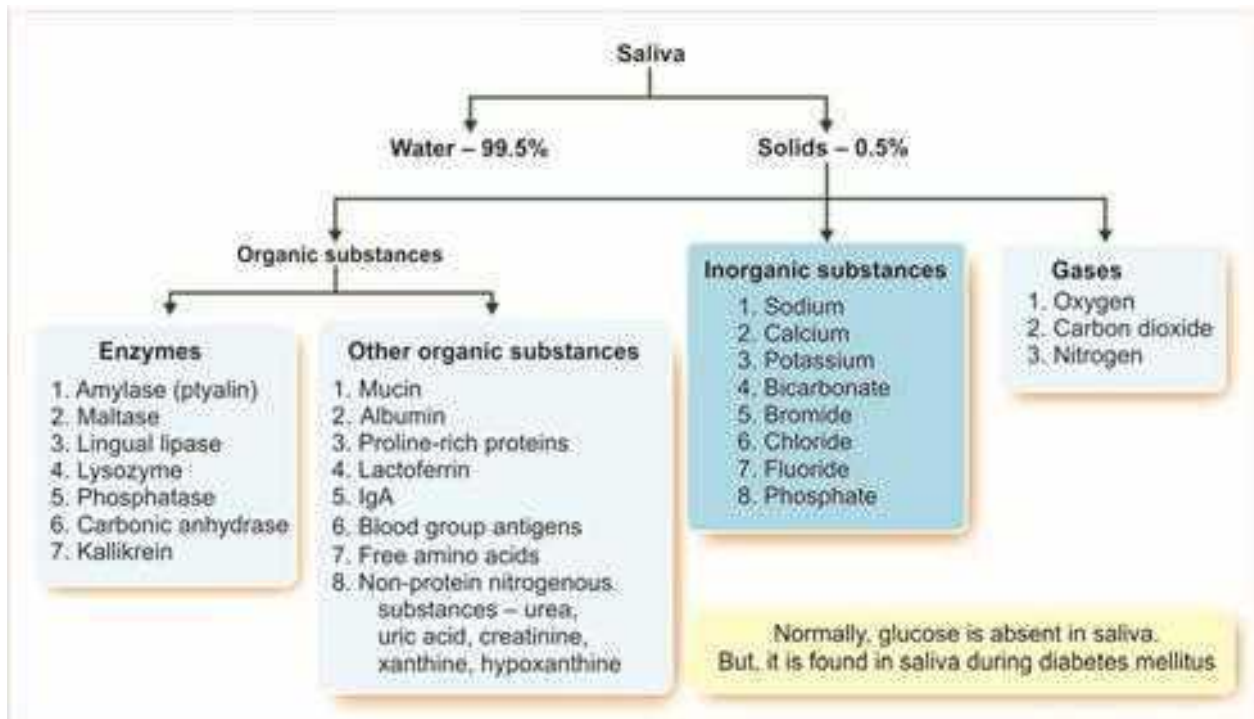 Saliva
Water – 99.5%
Solids – 0.5%
Organic substances
Enzymes
1. Amylase (ptyalin)
2. Maltase
3. Lingual lipase
4. Lysozyme
5. Phosphatase
6. Carbonic anhydrase
7. Kallikrein
Other organic substances
1. Mucin
2. Albumin
3. Proline-rich proteins
4. Lactoferrin
5. IgA
6. Blood group antigens
7. Free amino acids
8. Non-protein nitrogenous
substances – urea,
uric acid, creatinine,
xanthine, hypoxanthine
Inorganic substances
1. Sodium
2. Calcium
3. Potassium
4. Bicarbonate
5. Bromide
6. Chloride
7. Fluoride
8. Phosphate
Gases
1. Oxygen
2. Carbon dioxide
3. Nitrogen
Normally, glucose is absent in saliva.
But, it is found in saliva during diabetes mellitus